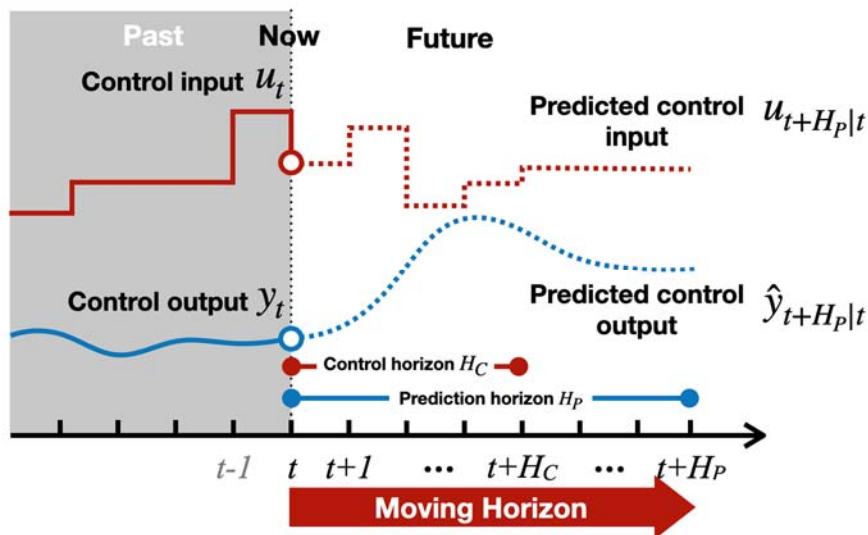 Past Now Future
Control input u_t
Predicted control
input
u_{t+H_P|t}
Control output y_t
Predicted control
output
ŷ_{t+H_P|t}
Control horizon H_C
Prediction horizon H_P
t-1 t t+1 ... t+H_C ... t+H_P
Moving Horizon